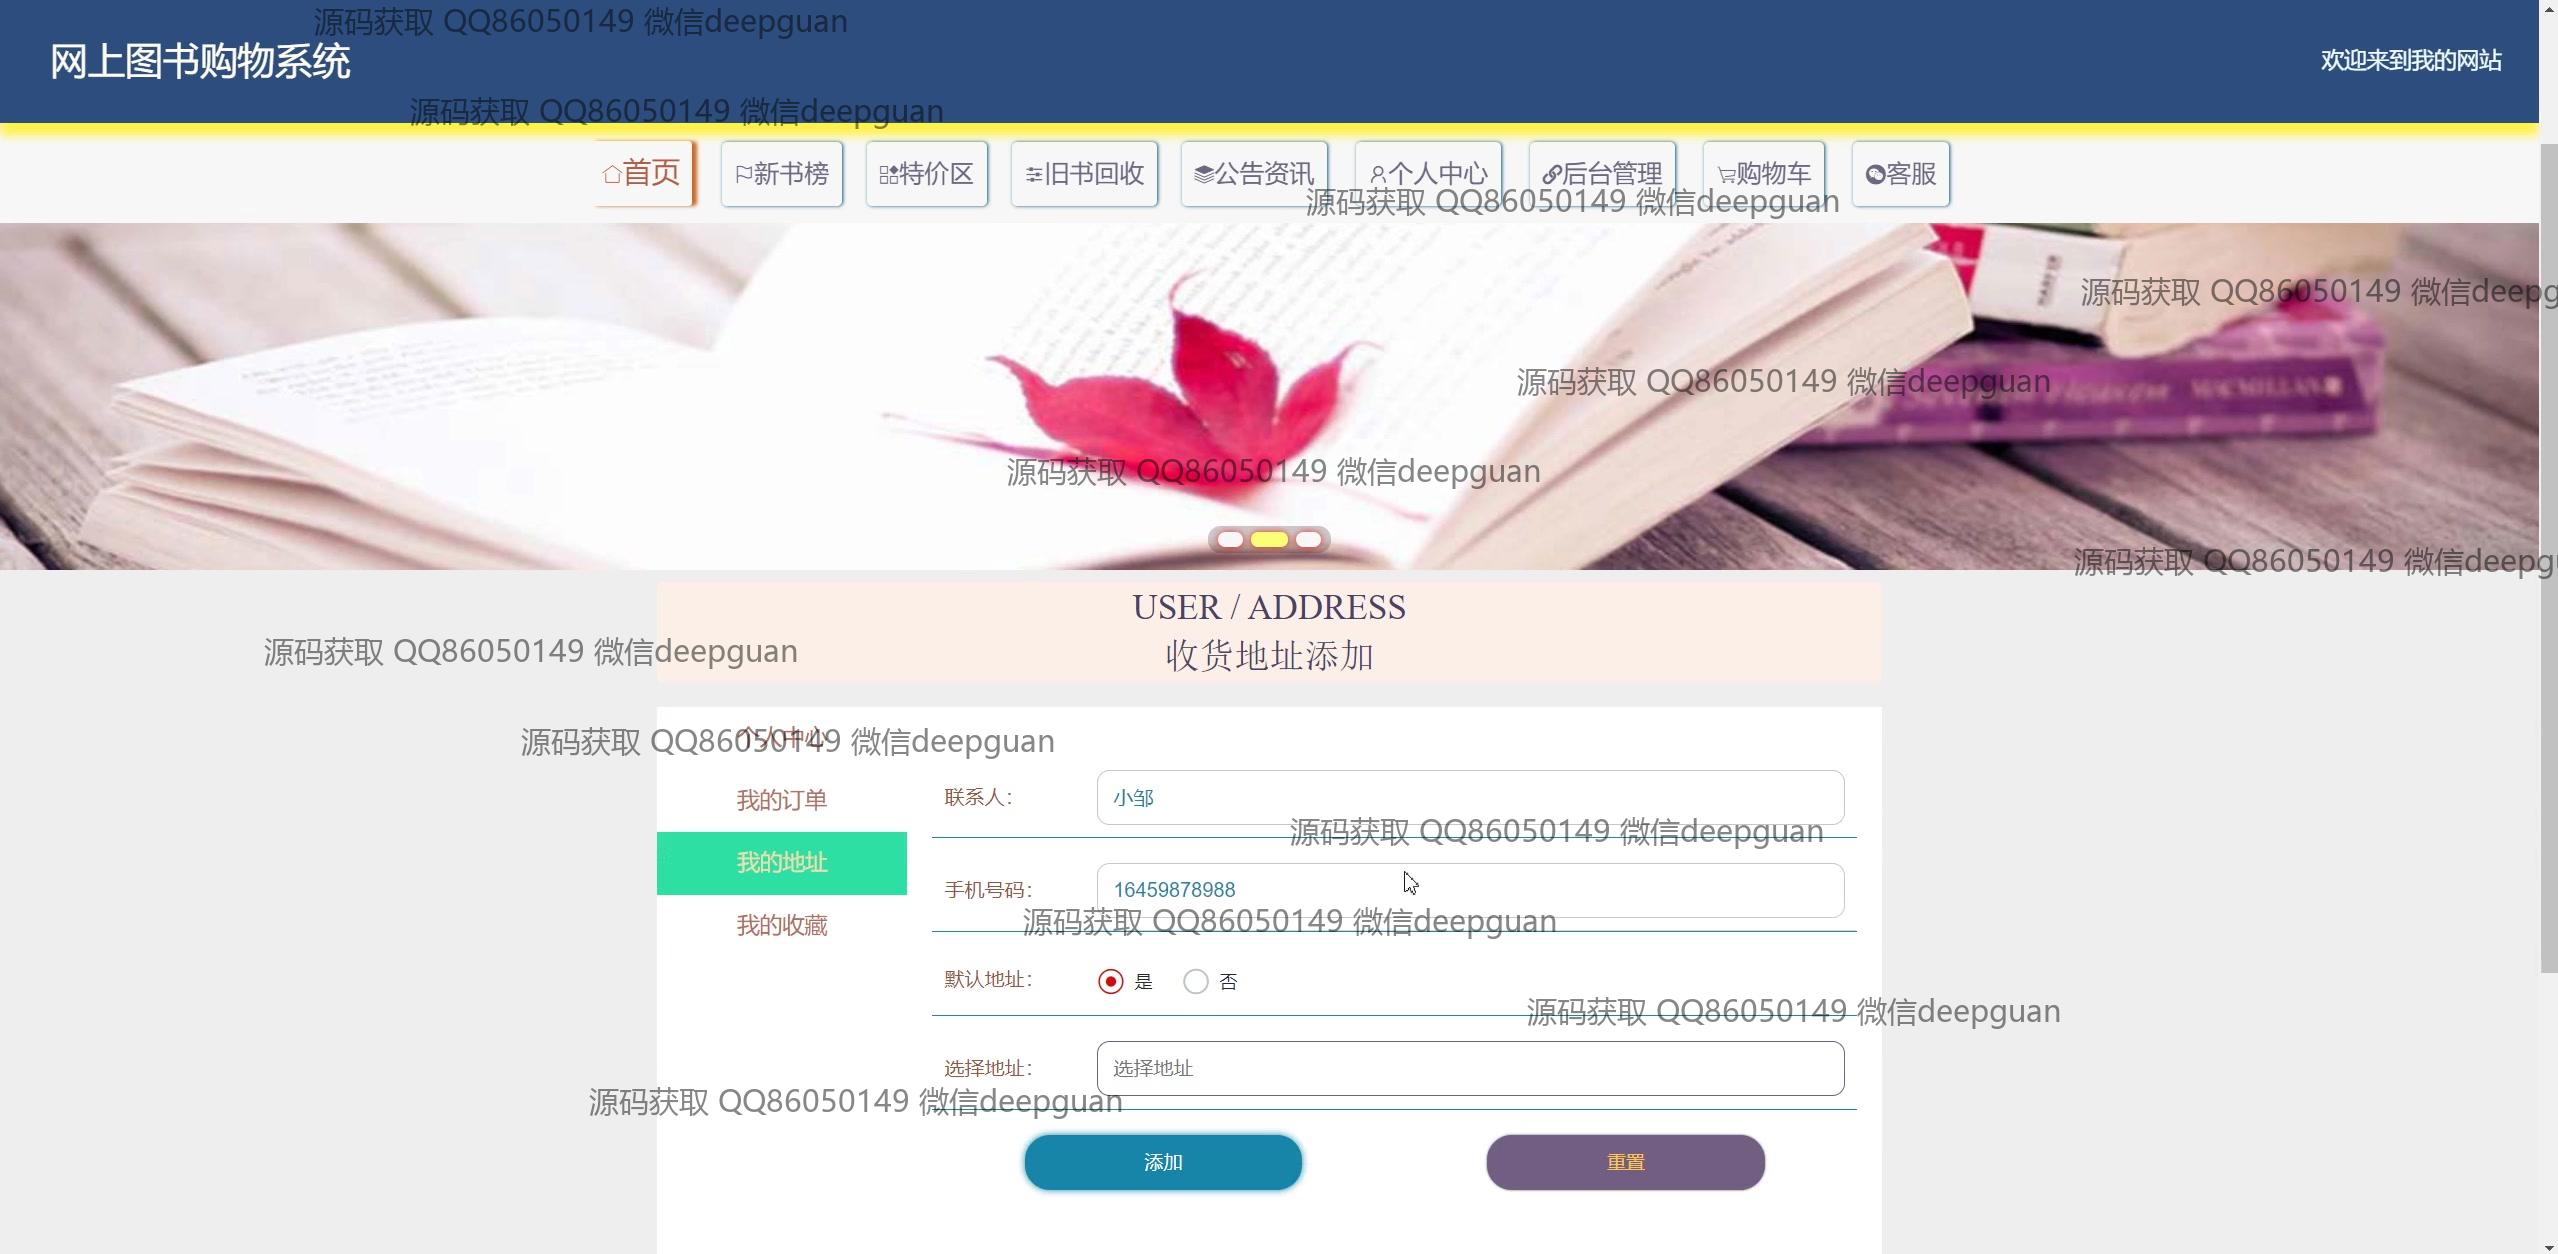 源码获取 QQ86050149 微信deepguan
网上图书购物系统
欢迎来到我的网站
源码获取 QQ86050149 微信deepguan
首页 新书榜 特价区 旧书回收 公告资讯 个人中心 后台管理 购物车 客服
源码获取 QQ86050149 微信deepguan
源码获取 QQ86050149 微信deepg
源码获取 QQ86050149 微信deepguan
MACMILLAN
源码获取 QQ86050149 微信deepguan
源码获取 QQ86050149 微信deepgu
USER / ADDRESS
收货地址添加
源码获取 QQ86050149 微信deepguan
个人中心
源码获取 QQ86050149 微信deepguan
我的订单
联系人：
小邹
源码获取 QQ86050149 微信deepguan
我的地址
手机号码：
16459878988
源码获取 QQ86050149 微信deepguan
我的收藏
默认地址：
是 否
源码获取 QQ86050149 微信deepguan
选择地址：
选择地址
源码获取 QQ86050149 微信deepguan
添加
重置